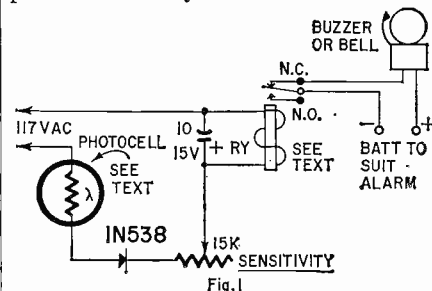 BUZZER
OR BELL
N.C.
N.O.
117VAC
10
15V
+ RY
SEE
TEXT
- +
BATT TO
SUIT -
ALARM
PHOTOCELL
SEE
TEXT
λ
1N538
15K
SENSITIVITY
Fig.1